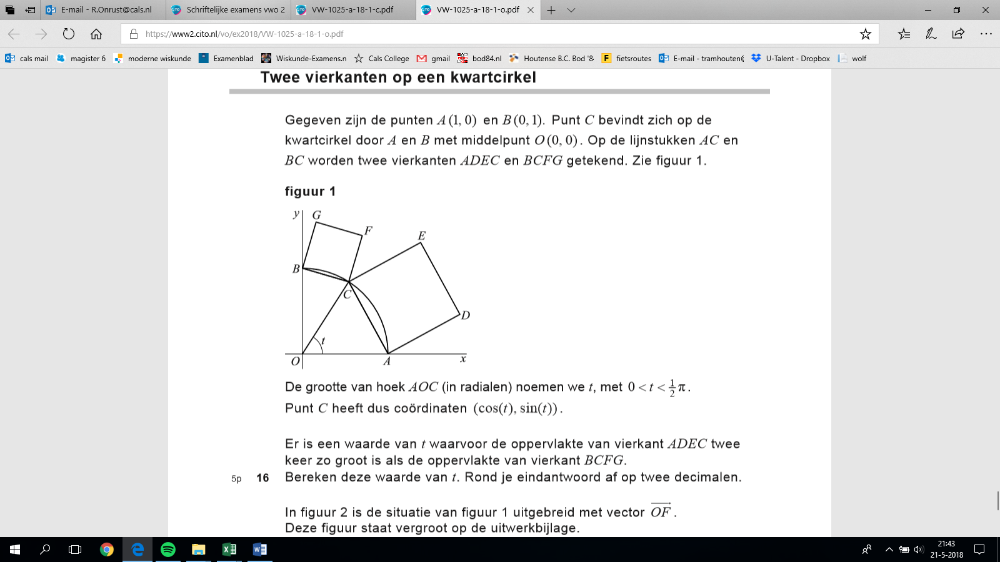 E-mail - R.Onrust@cals.nl
Schriftelijke examens vwo 2
VW-1025-a-18-1-c.pdf
VW-1025-a-18-1-o.pdf
https://www2.cito.nl/vo/ex2018/VW-1025-a-18-1-o.pdf
cals mail
magister 6
moderne wiskunde
Examenblad
Wiskunde-Examens.n
Cals College
gmail
bod84.nl
Houtense B.C. Bod '8
fietsroutes
E-mail - tramhouten
U-Talent - Dropbox
wolf
Twee vierkanten op een kwartcirkel
Gegeven zijn de punten A(1, 0) en B(0, 1). Punt C bevindt zich op de
kwartcirkel door A en B met middelpunt O(0, 0). Op de lijnstukken AC en
BC worden twee vierkanten ADEC en BCFG getekend. Zie figuur 1.
figuur 1
y
G
F
E
B
C
D
t
O
A
x
De grootte van hoek AOC (in radialen) noemen we t, met 0 < t < ½π.
Punt C heeft dus coördinaten (cos(t), sin(t)).
Er is een waarde van t waarvoor de oppervlakte van vierkant ADEC twee
keer zo groot is als de oppervlakte van vierkant BCFG.
5p 16 Bereken deze waarde van t. Rond je eindantwoord af op twee decimalen.
In figuur 2 is de situatie van figuur 1 uitgebreid met vector OF.
Deze figuur staat vergroot op de uitwerkbijlage.
21:43
21-5-2018